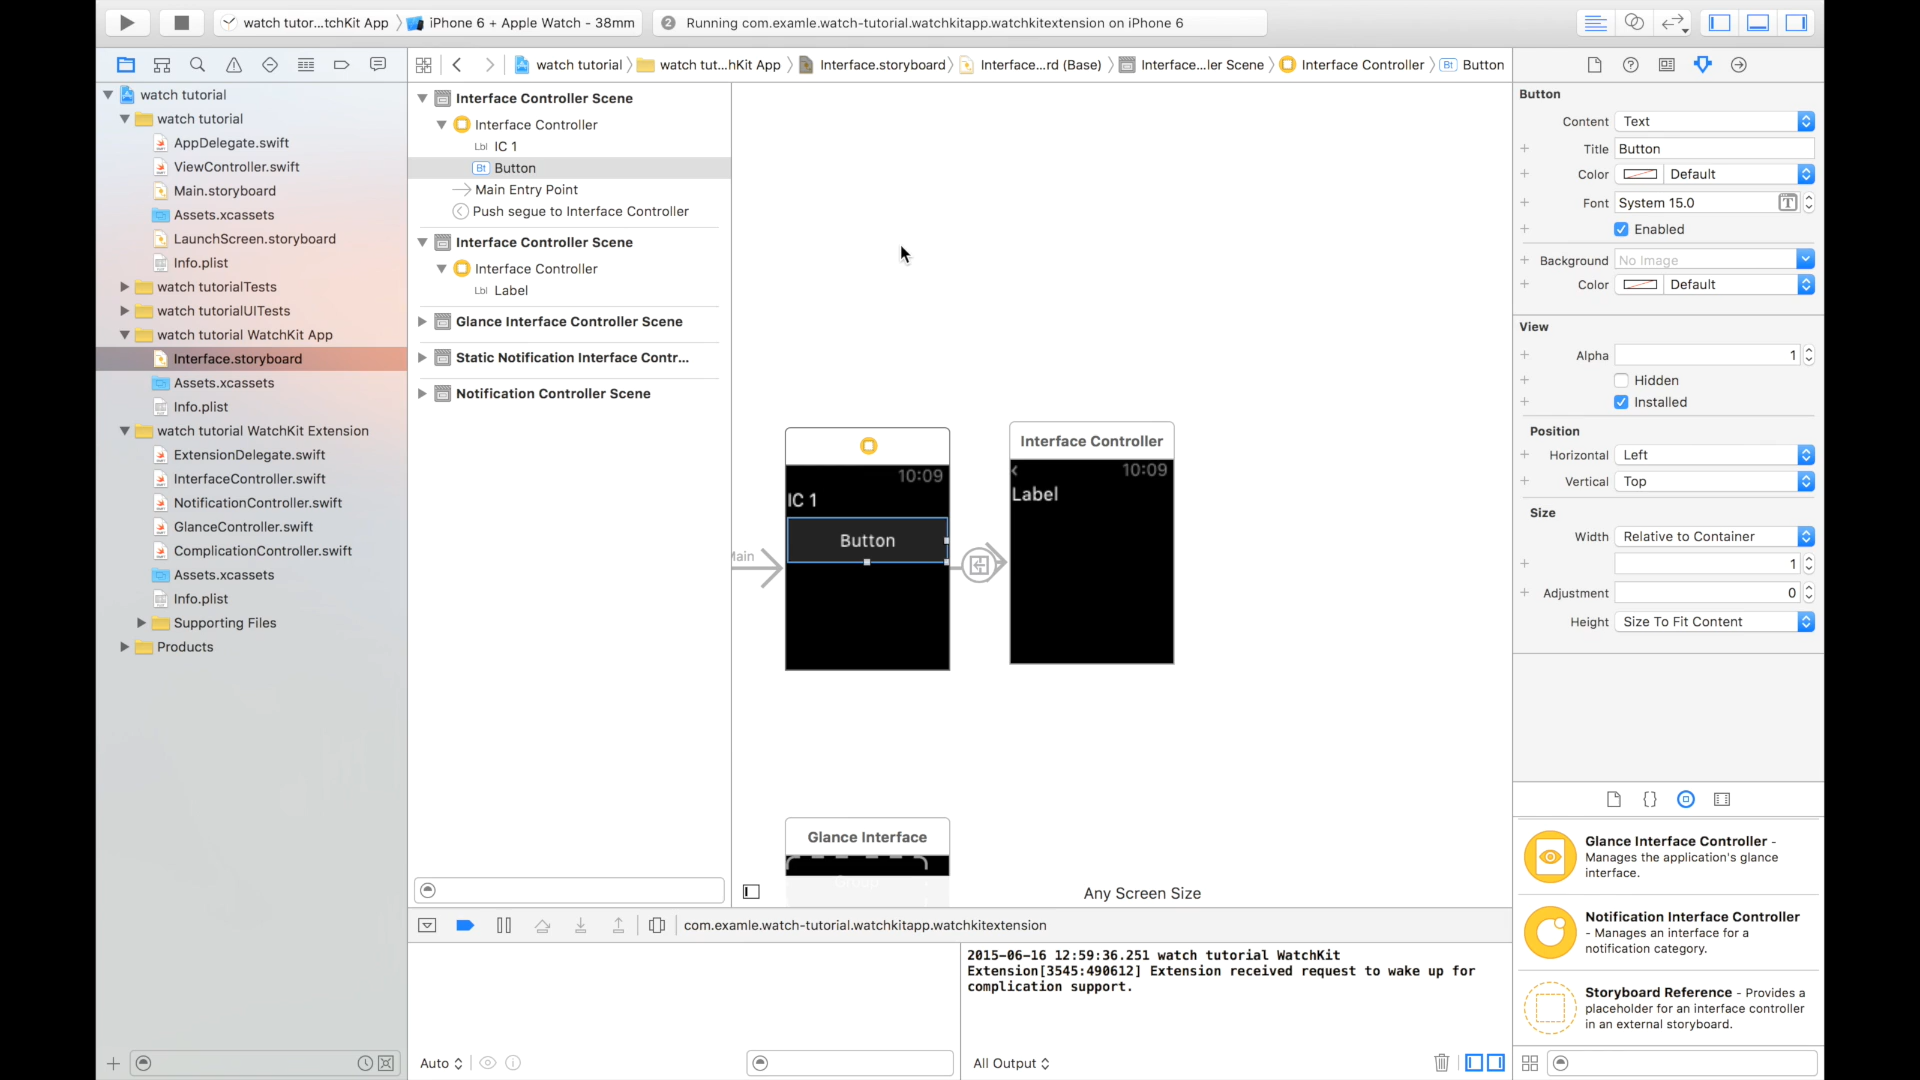 watch tutor...tchKit App
iPhone 6 + Apple Watch - 38mm
2 Running com.examle.watch-tutorial.watchkitapp.watchkitextension on iPhone 6
watch tutorial
watch tut...hKit App
Interface.storyboard
Interface...rd (Base)
Interface...ler Scene
Interface Controller
Bt Button
watch tutorial
watch tutorial
AppDelegate.swift
ViewController.swift
Main.storyboard
Assets.xcassets
LaunchScreen.storyboard
Info.plist
watch tutorialTests
watch tutorialUITests
watch tutorial WatchKit App
Interface.storyboard
Assets.xcassets
Info.plist
watch tutorial WatchKit Extension
ExtensionDelegate.swift
InterfaceController.swift
NotificationController.swift
GlanceController.swift
ComplicationController.swift
Assets.xcassets
Info.plist
Supporting Files
Products
Interface Controller Scene
Interface Controller
Lbl IC 1
Bt Button
Main Entry Point
Push segue to Interface Controller
Interface Controller Scene
Interface Controller
Lbl Label
Glance Interface Controller Scene
Static Notification Interface Contr...
Notification Controller Scene
10:09
IC 1
Button
Main
Interface Controller
10:09
Label
Glance Interface
Group
Any Screen Size
com.examle.watch-tutorial.watchkitapp.watchkitextension
2015-06-16 12:59:36.251 watch tutorial WatchKit
Extension[3545:490612] Extension received request to wake up for
complication support.
Auto
All Output
Button
Content Text
Title Button
Color Default
Font System 15.0
Enabled
Background No Image
Color Default
View
Alpha 1
Hidden
Installed
Position
Horizontal Left
Vertical Top
Size
Width Relative to Container
1
Adjustment 0
Height Size To Fit Content
Glance Interface Controller -
Manages the application's glance
interface.
Notification Interface Controller
- Manages an interface for a
notification category.
Storyboard Reference - Provides a
placeholder for an interface controller
in an external storyboard.